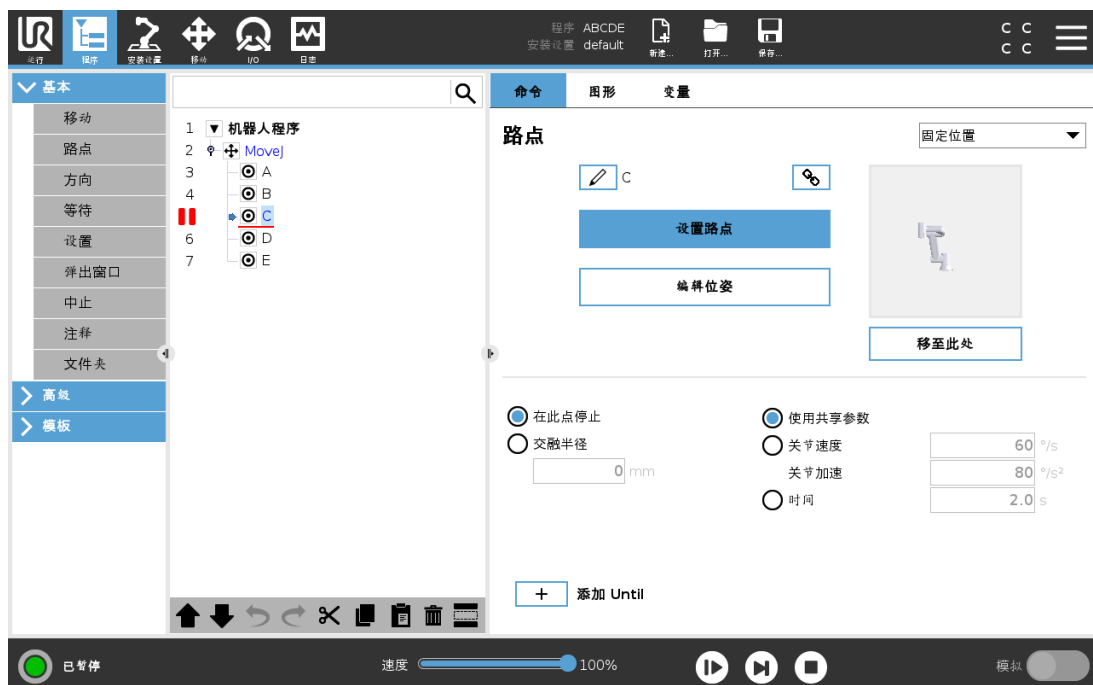 程序 ABCDE
安装设置 default
C C
C C
运行 程序 安装设置 移动 I/O 日志 新建... 打开... 保存...
基本
移动
路点
方向
等待
设置
弹出窗口
中止
注释
文件夹
高级
模板
1 机器人程序
2 MoveJ
3 A
4 B
C
6 D
7 E
命令 图形 变量
路点
固定位置
C
设置路点
编辑位姿
移至此处
在此点停止
交融半径
0 mm
使用共享参数
关节速度 60 °/s
关节加速 80 °/s²
时间 2.0 s
+ 添加 Until
已暂停
速度 100%
模拟